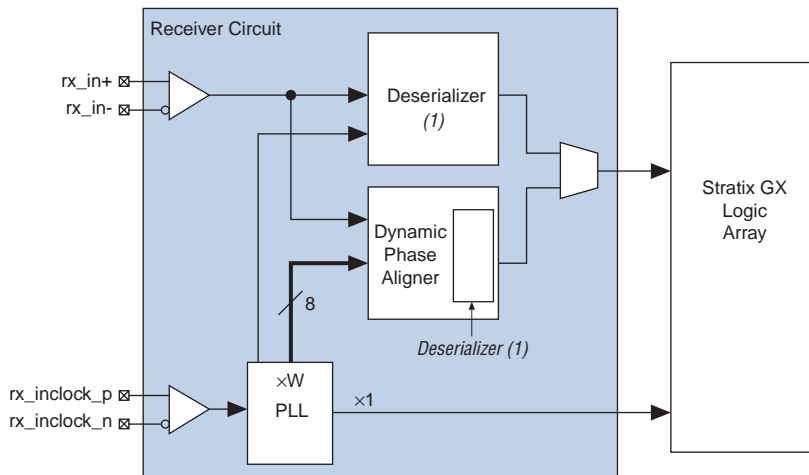 Receiver Circuit
rx_in+
rx_in-
Deserializer
(1)
Stratix GX
Logic
Array
Dynamic
Phase
Aligner
8
Deserializer (1)
rx_inclock_p
rx_inclock_n
×W
PLL
×1